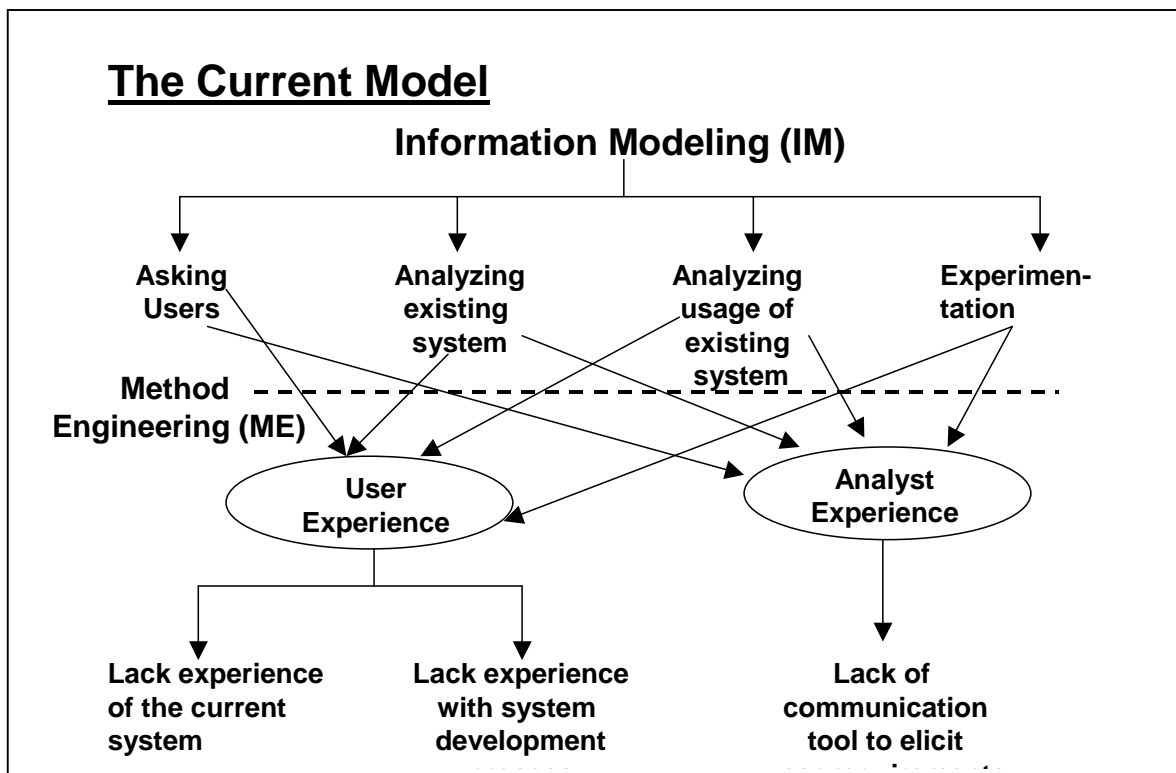 The Current Model
Information Modeling (IM)
Asking
Users
Analyzing
existing
system
Analyzing
usage of
existing
system
Experimen-
tation
Method
Engineering (ME)
User
Experience
Analyst
Experience
Lack experience
of the current
system
Lack experience
with system
development
Lack of
communication
tool to elicit